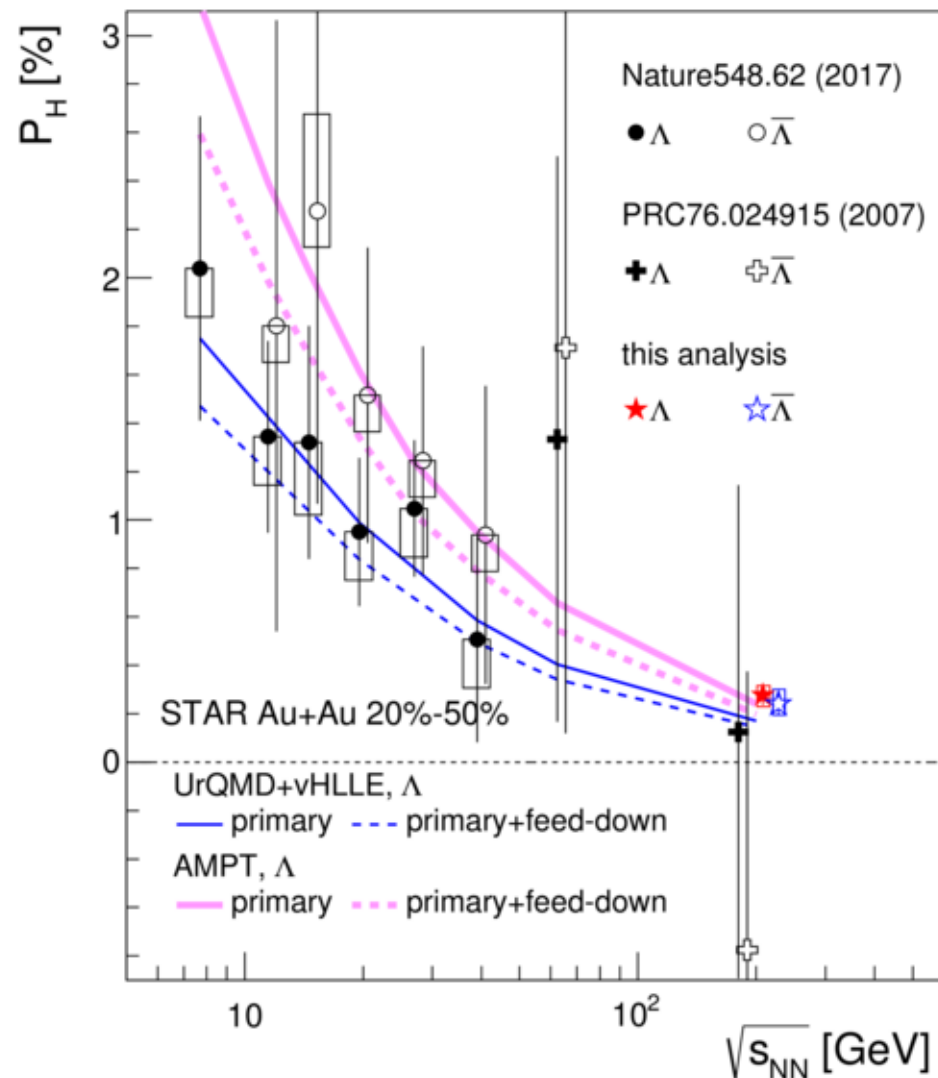 P_H [%]
3
2
1
0
Nature548.62 (2017)
Λ Λ̅
PRC76.024915 (2007)
Λ Λ̅
this analysis
Λ Λ̅
STAR Au+Au 20%-50%
UrQMD+vHLLE, Λ
primary primary+feed-down
AMPT, Λ
primary primary+feed-down
10 10²
√s_NN [GeV]